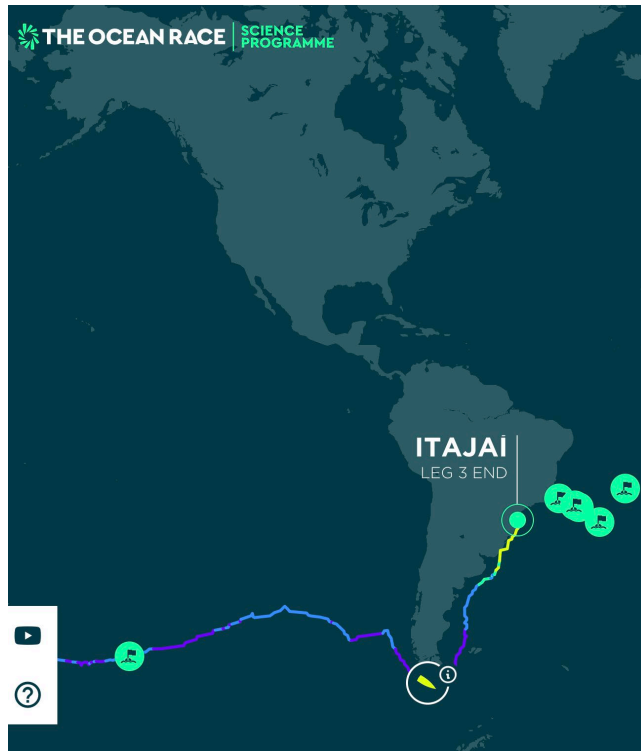 THE OCEAN RACE
SCIENCE
PROGRAMME
ITAJAÍ
LEG 3 END
i
?